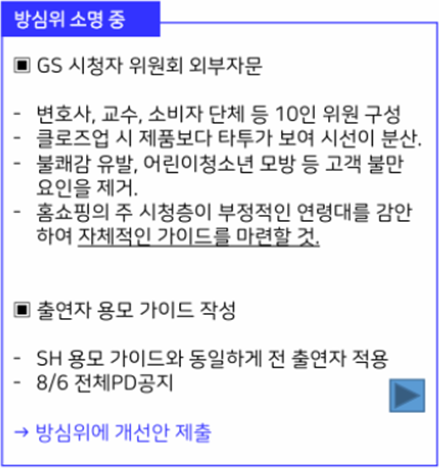 방심위 소명 중
▣ GS 시청자 위원회 외부자문
- 변호사, 교수, 소비자 단체 등 10인 위원 구성
- 클로즈업 시 제품보다 타투가 보여 시선이 분산.
- 불쾌감 유발, 어린이청소년 모방 등 고객 불만
요인을 제거.
- 홈쇼핑의 주 시청층이 부정적인 연령대를 감안
하여 자체적인 가이드를 마련할 것.
▣ 출연자 용모 가이드 작성
- SH 용모 가이드와 동일하게 전 출연자 적용
- 8/6 전체PD공지
→ 방심위에 개선안 제출